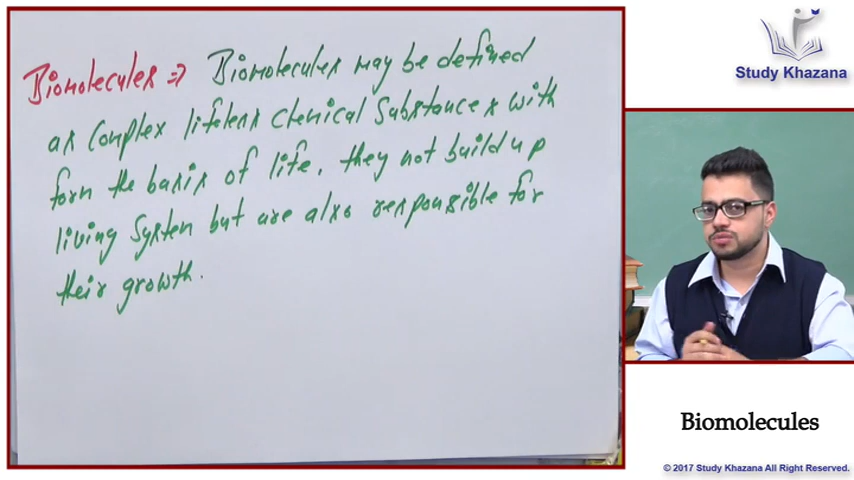 Biomolecules ⇒ Biomolecules may be defined
as complex lifeless chemical substances with
form the basis of life. they not build up
living system but are also responsible for
their growth.
Study Khazana
Biomolecules
© 2017 Study Khazana All Right Reserved.